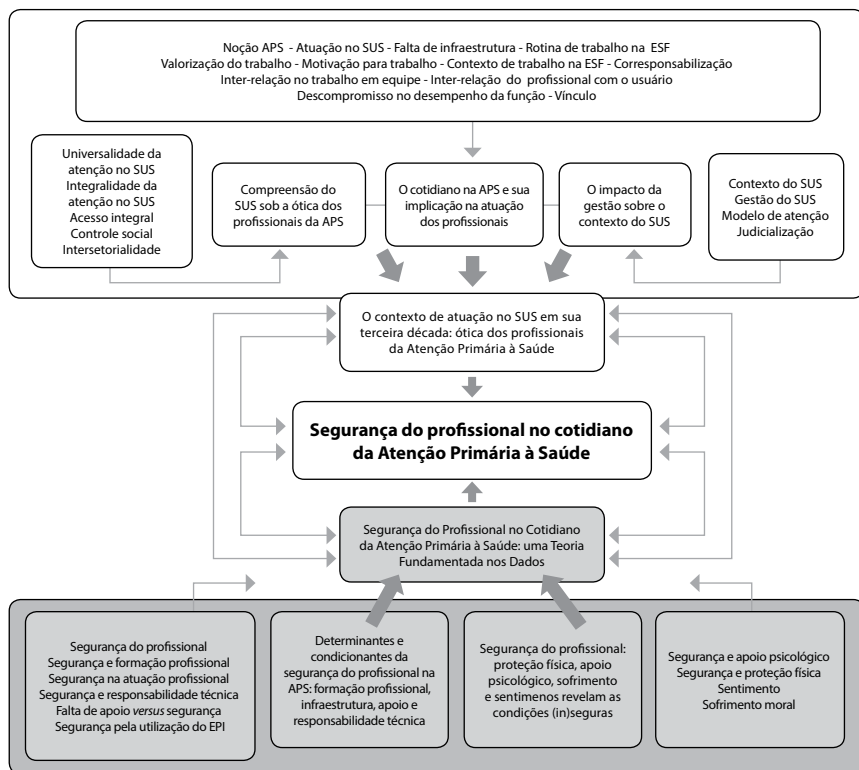 Noção APS - Atuação no SUS - Falta de infraestrutura - Rotina de trabalho na ESF
Valorização do trabalho - Motivação para trabalho - Contexto de trabalho na ESF - Corresponsabilização
Inter-relação no trabalho em equipe - Inter-relação do profissional com o usuário
Descompromisso no desempenho da função - Vínculo
Universalidade da
atenção no SUS
Integralidade da
atenção no SUS
Acesso integral
Controle social
Intersetorialidade
Compreensão do
SUS sob a ótica dos
profissionais da APS
O cotidiano na APS e sua
implicação na atuação
dos profissionais
O impacto da
gestão sobre o
contexto do SUS
Contexto do SUS
Gestão do SUS
Modelo de atenção
Judicialização
O contexto de atuação no SUS em sua
terceira década: ótica dos profissionais
da Atenção Primária à Saúde
Segurança do profissional no cotidiano
da Atenção Primária à Saúde
Segurança do Profissional no Cotidiano
da Atenção Primária à Saúde: uma Teoria
Fundamentada nos Dados
Segurança do profissional
Segurança e formação profissional
Segurança na atuação profissional
Segurança e responsabilidade técnica
Falta de apoio versus segurança
Segurança pela utilização do EPI
Determinantes e
condicionantes da
segurança do profissional na
APS: formação profissional,
infraestrutura, apoio e
responsabilidade técnica
Segurança do profissional:
proteção física, apoio
psicológico, sofrimento
e sentimenos revelam as
condições (in)seguras
Segurança e apoio psicológico
Segurança e proteção física
Sentimento
Sofrimento moral